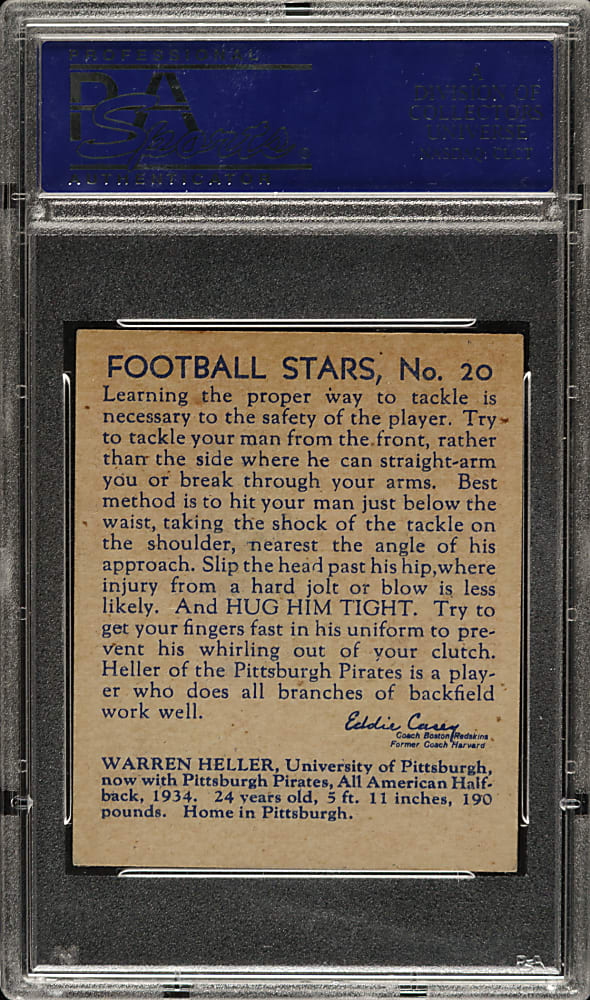 PROFESSIONAL
PSA
Sports
AUTHENTICATOR
A
DIVISION OF
COLLECTORS
UNIVERSE
NASDAQ: CLCT
FOOTBALL STARS, No. 20
Learning the proper way to tackle is
necessary to the safety of the player. Try
to tackle your man from the front, rather
than the side where he can straight-arm
you or break through your arms. Best
method is to hit your man just below the
waist, taking the shock of the tackle on
the shoulder, nearest the angle of his
approach. Slip the head past his hip, where
injury from a hard jolt or blow is less
likely. And HUG HIM TIGHT. Try to
get your fingers fast in his uniform to pre-
vent his whirling out of your clutch.
Heller of the Pittsburgh Pirates is a play-
er who does all branches of backfield
work well.
Eddie Casey
Coach Boston Redskins
Former Coach Harvard
WARREN HELLER, University of Pittsburgh,
now with Pittsburgh Pirates, All American Half-
back, 1934. 24 years old, 5 ft. 11 inches, 190
pounds. Home in Pittsburgh.
PSA